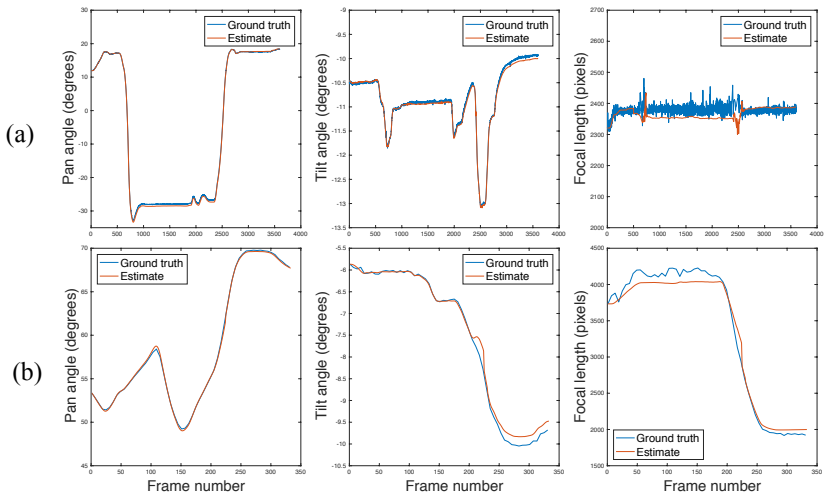 (a)
Pan angle (degrees)
30
20
10
0
-10
-20
-30
0 500 1000 1500 2000 2500 3000 3500 4000
Ground truth
Estimate
Tilt angle (degrees)
-9
-9.5
-10
-10.5
-11
-11.5
-12
-12.5
-13
-13.5
0 500 1000 1500 2000 2500 3000 3500 4000
Ground truth
Estimate
Focal length (pixels)
2700
2600
2500
2400
2300
2200
2100
2000
0 500 1000 1500 2000 2500 3000 3500 4000
Ground truth
Estimate
(b)
Pan angle (degrees)
70
65
60
55
50
45
0 50 100 150 200 250 300 350
Frame number
Ground truth
Estimate
Tilt angle (degrees)
-5.5
-6
-6.5
-7
-7.5
-8
-8.5
-9
-9.5
-10
-10.5
0 50 100 150 200 250 300 350
Frame number
Ground truth
Estimate
Focal length (pixels)
4500
4000
3500
3000
2500
2000
1500
0 50 100 150 200 250 300 350
Frame number
Ground truth
Estimate